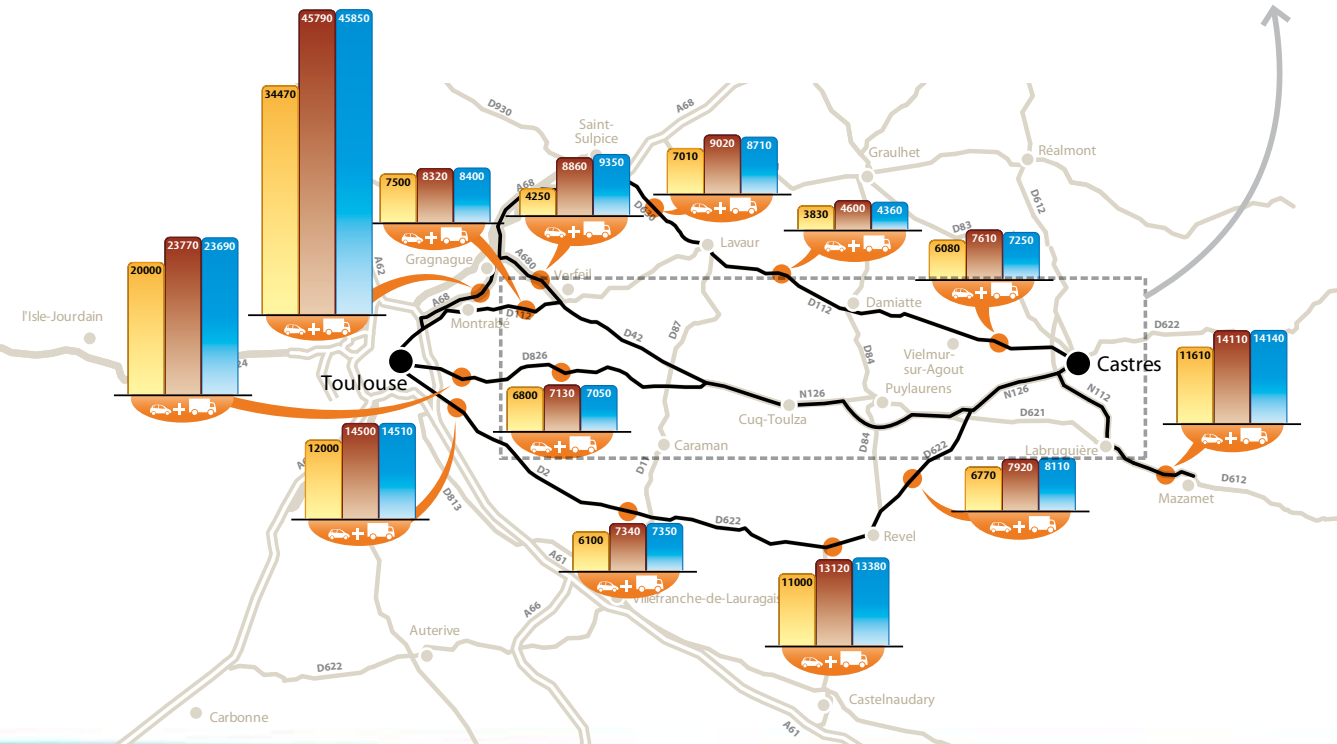 45790
45850
34470
D930
A68
Saint-
Sulpice
7010
9020
8710
Graulhet
Réalmont
7500
8320
8400
A68
4250
8860
9350
D630
3830
4600
4360
D612
D83
6080
7610
7250
20000
23770
23690
A62
Gragnague
A680
Verfeil
Lavaur
l'Isle-Jourdain
A68
Montrabé
D112
D112
Damiatte
D622
24
Toulouse
D826
D42
D87
D84
Vielmur-
sur-Agout
Castres
11610
14110
14140
6800
7130
7050
Cuq-Toulza
N126
Puylaurens
N126
N112
D621
12000
14500
14510
D2
Caraman
D84
D622
Labruguière
D813
D622
6770
7920
8110
Mazamet
D612
6100
7340
7350
Revel
A61
Villefranche-de-Lauragais
11000
13120
13380
A66
Auterive
D622
Carbonne
Castelnaudary
A61